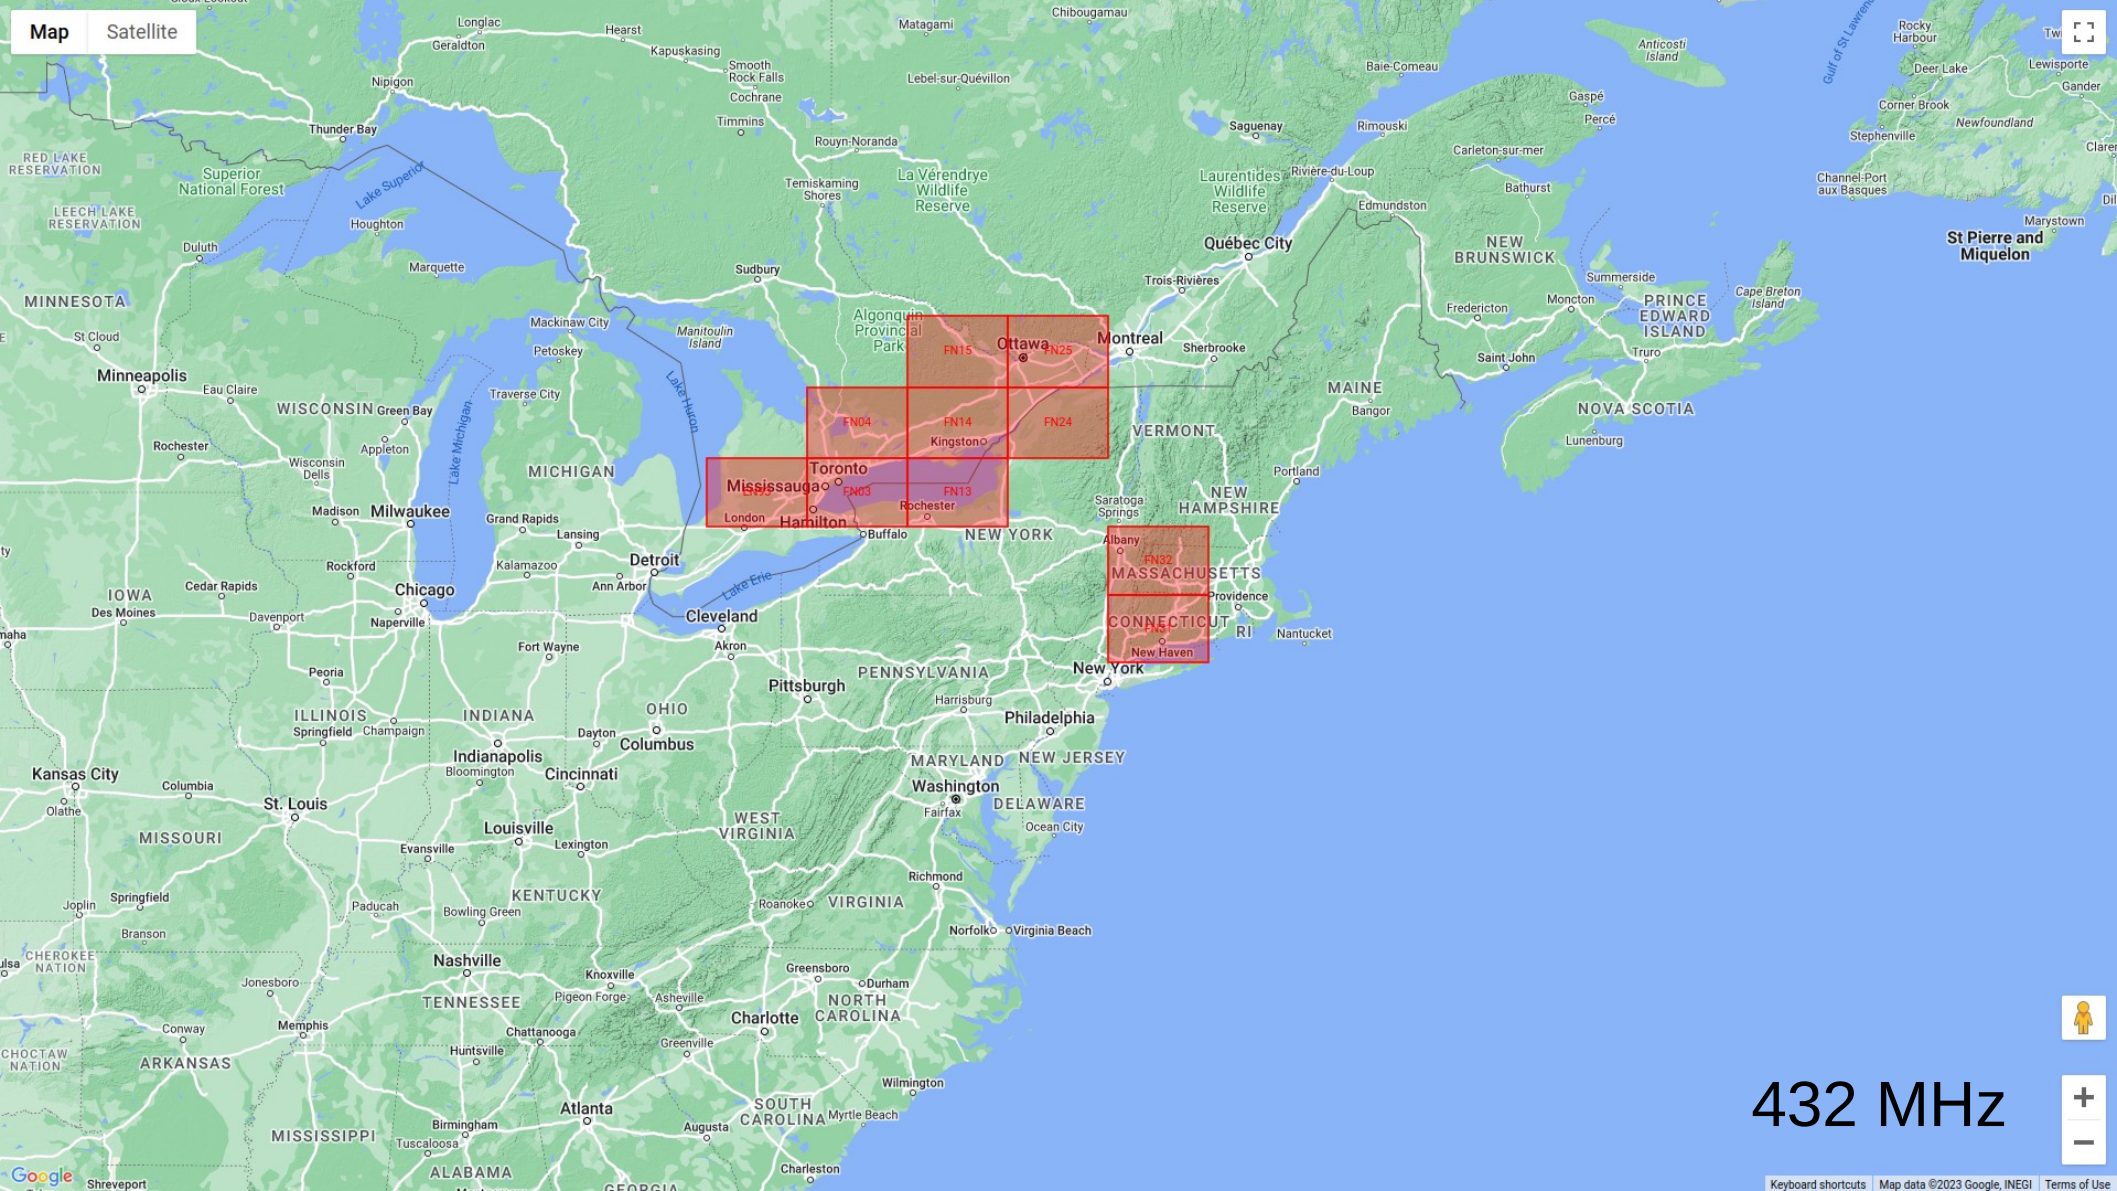 Map
Satellite
Longlac
Geraldton
Hearst
Kapuskasing
Matagami
Chibougamau
Smooth
Rock Falls
Cochrane
Lebel-sur-Quévillon
Baie-Comeau
Anticosti
Island
Gulf of St Lawrence
Rocky
Harbour
Deer Lake
Lewisporte
Gander
Corner Brook
Newfoundland
Stephenville
Channel-Port
aux Basques
Marystown
St Pierre and
Miquelon
Nipigon
Thunder Bay
Timmins
Rouyn-Noranda
Saguenay
Rimouski
Gaspé
Percé
Carleton-sur-mer
RED LAKE
RESERVATION
Superior
National Forest
Lake Superior
Temiskaming
Shores
La Vérendrye
Wildlife
Reserve
Laurentides
Wildlife
Reserve
Rivière-du-Loup
Bathurst
Edmundston
LEECH LAKE
RESERVATION
Houghton
Duluth
Marquette
Sudbury
Québec City
Trois-Rivières
NEW
BRUNSWICK
Summerside
Cape Breton
Island
Fredericton
Moncton
PRINCE
EDWARD
ISLAND
MINNESOTA
St Cloud
Mackinaw City
Manitoulin
Island
Algonquin
Provincial
Park
FN15
Ottawa
FN25
Montreal
Sherbrooke
Saint John
Truro
Minneapolis
Eau Claire
Petoskey
Traverse City
Lake Huron
MAINE
Bangor
NOVA SCOTIA
Lunenburg
WISCONSIN
Green Bay
Appleton
Lake Michigan
FN04
FN14
FN24
Kingston
VERMONT
Rochester
Wisconsin
Dells
MICHIGAN
Toronto
Mississauga
EN93
FN03
FN13
Portland
Madison
Milwaukee
Grand Rapids
Lansing
London
Hamilton
Rochester
Buffalo
NEW YORK
Saratoga
Springs
NEW
HAMPSHIRE
Albany
Rockford
Kalamazoo
Ann Arbor
Detroit
Lake Erie
FN32
MASSACHUSETTS
IOWA
Cedar Rapids
Des Moines
Davenport
Chicago
Naperville
Cleveland
Akron
Providence
CONNECTICUT
RI
FN31
Nantucket
New Haven
New York
Fort Wayne
Peoria
PENNSYLVANIA
Pittsburgh
Harrisburg
Philadelphia
ILLINOIS
Springfield
Champaign
INDIANA
OHIO
Dayton
Columbus
Indianapolis
Bloomington
Cincinnati
MARYLAND
NEW JERSEY
Washington
Fairfax
DELAWARE
Ocean City
Kansas City
Olathe
Columbia
St. Louis
MISSOURI
Louisville
Evansville
Lexington
WEST
VIRGINIA
Richmond
KENTUCKY
Roanoke
VIRGINIA
Springfield
Joplin
Branson
Paducah
Bowling Green
Norfolk
Virginia Beach
CHEROKEE
NATION
Nashville
Knoxville
Greensboro
Durham
Jonesboro
TENNESSEE
Pigeon Forge
Asheville
NORTH
CAROLINA
Charlotte
Conway
Memphis
Chattanooga
Greenville
CHOCTAW
NATION
ARKANSAS
Huntsville
Wilmington
Atlanta
SOUTH
CAROLINA
Myrtle Beach
Birmingham
Augusta
MISSISSIPPI
Tuscaloosa
432 MHz
Google
Shreveport
ALABAMA
Charleston
GEORGIA
Keyboard shortcuts
Map data ©2023 Google, INEGI
Terms of Use